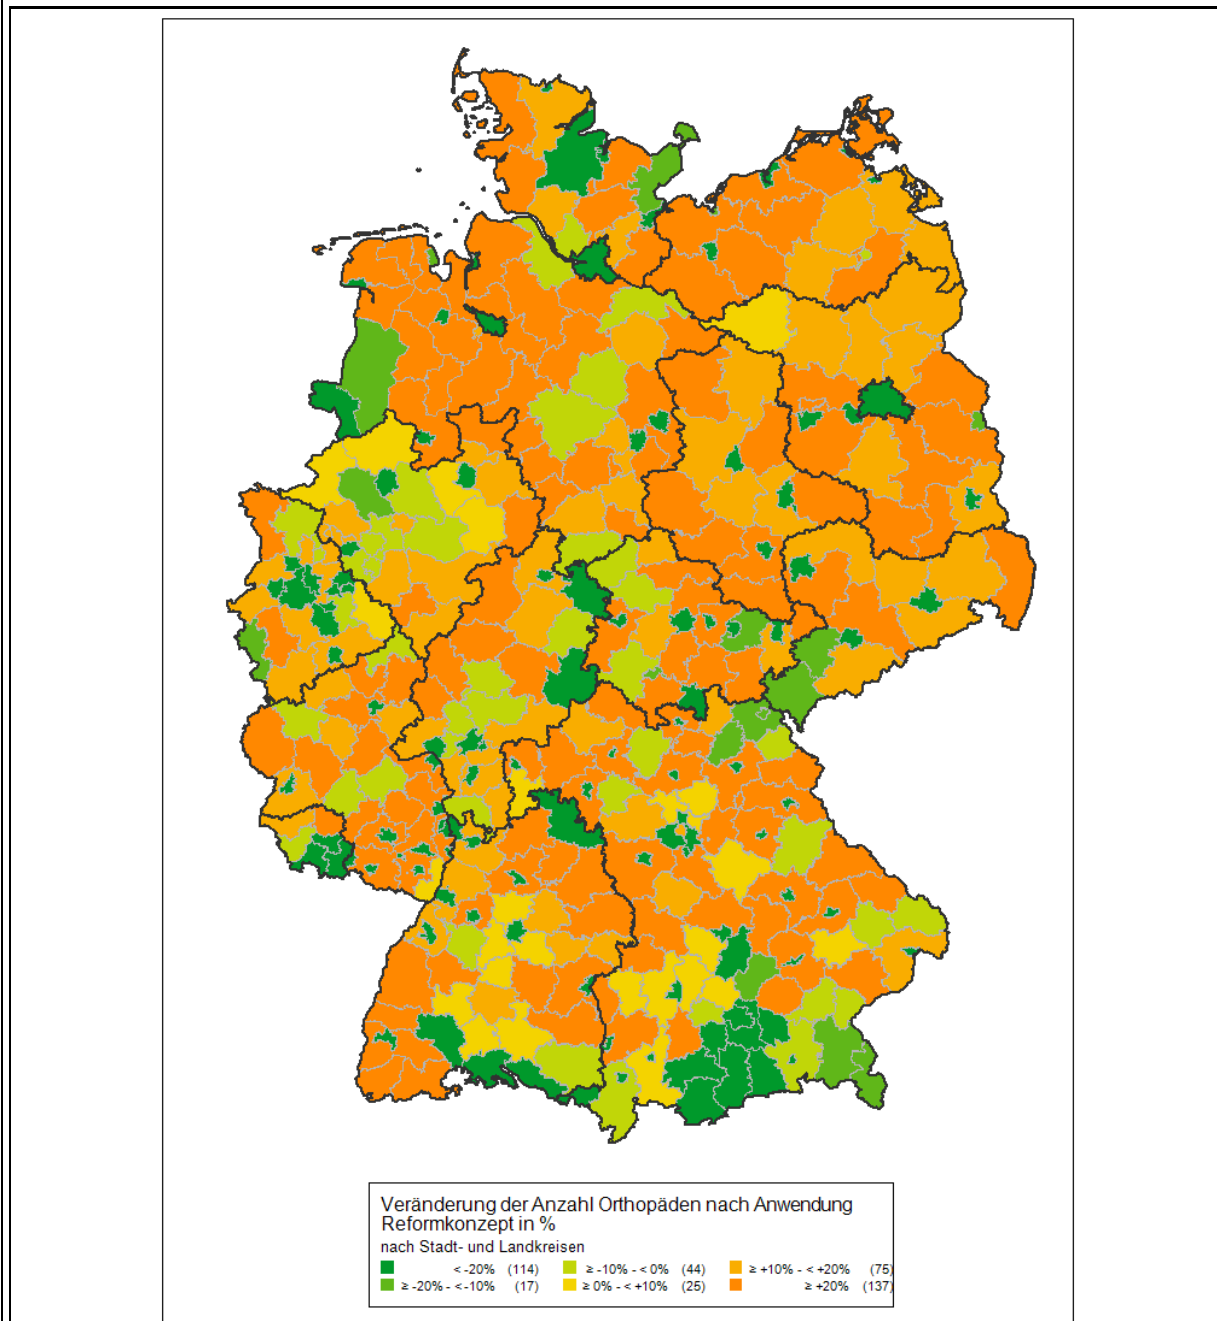 Veränderung der Anzahl Orthopäden nach Anwendung
Reformkonzept in %
nach Stadt- und Landkreisen
< -20% (114) ≥ -10% - < 0% (44) ≥ +10% - < +20% (75)
≥ -20% - < -10% (17) ≥ 0% - < +10% (25) ≥ +20% (137)